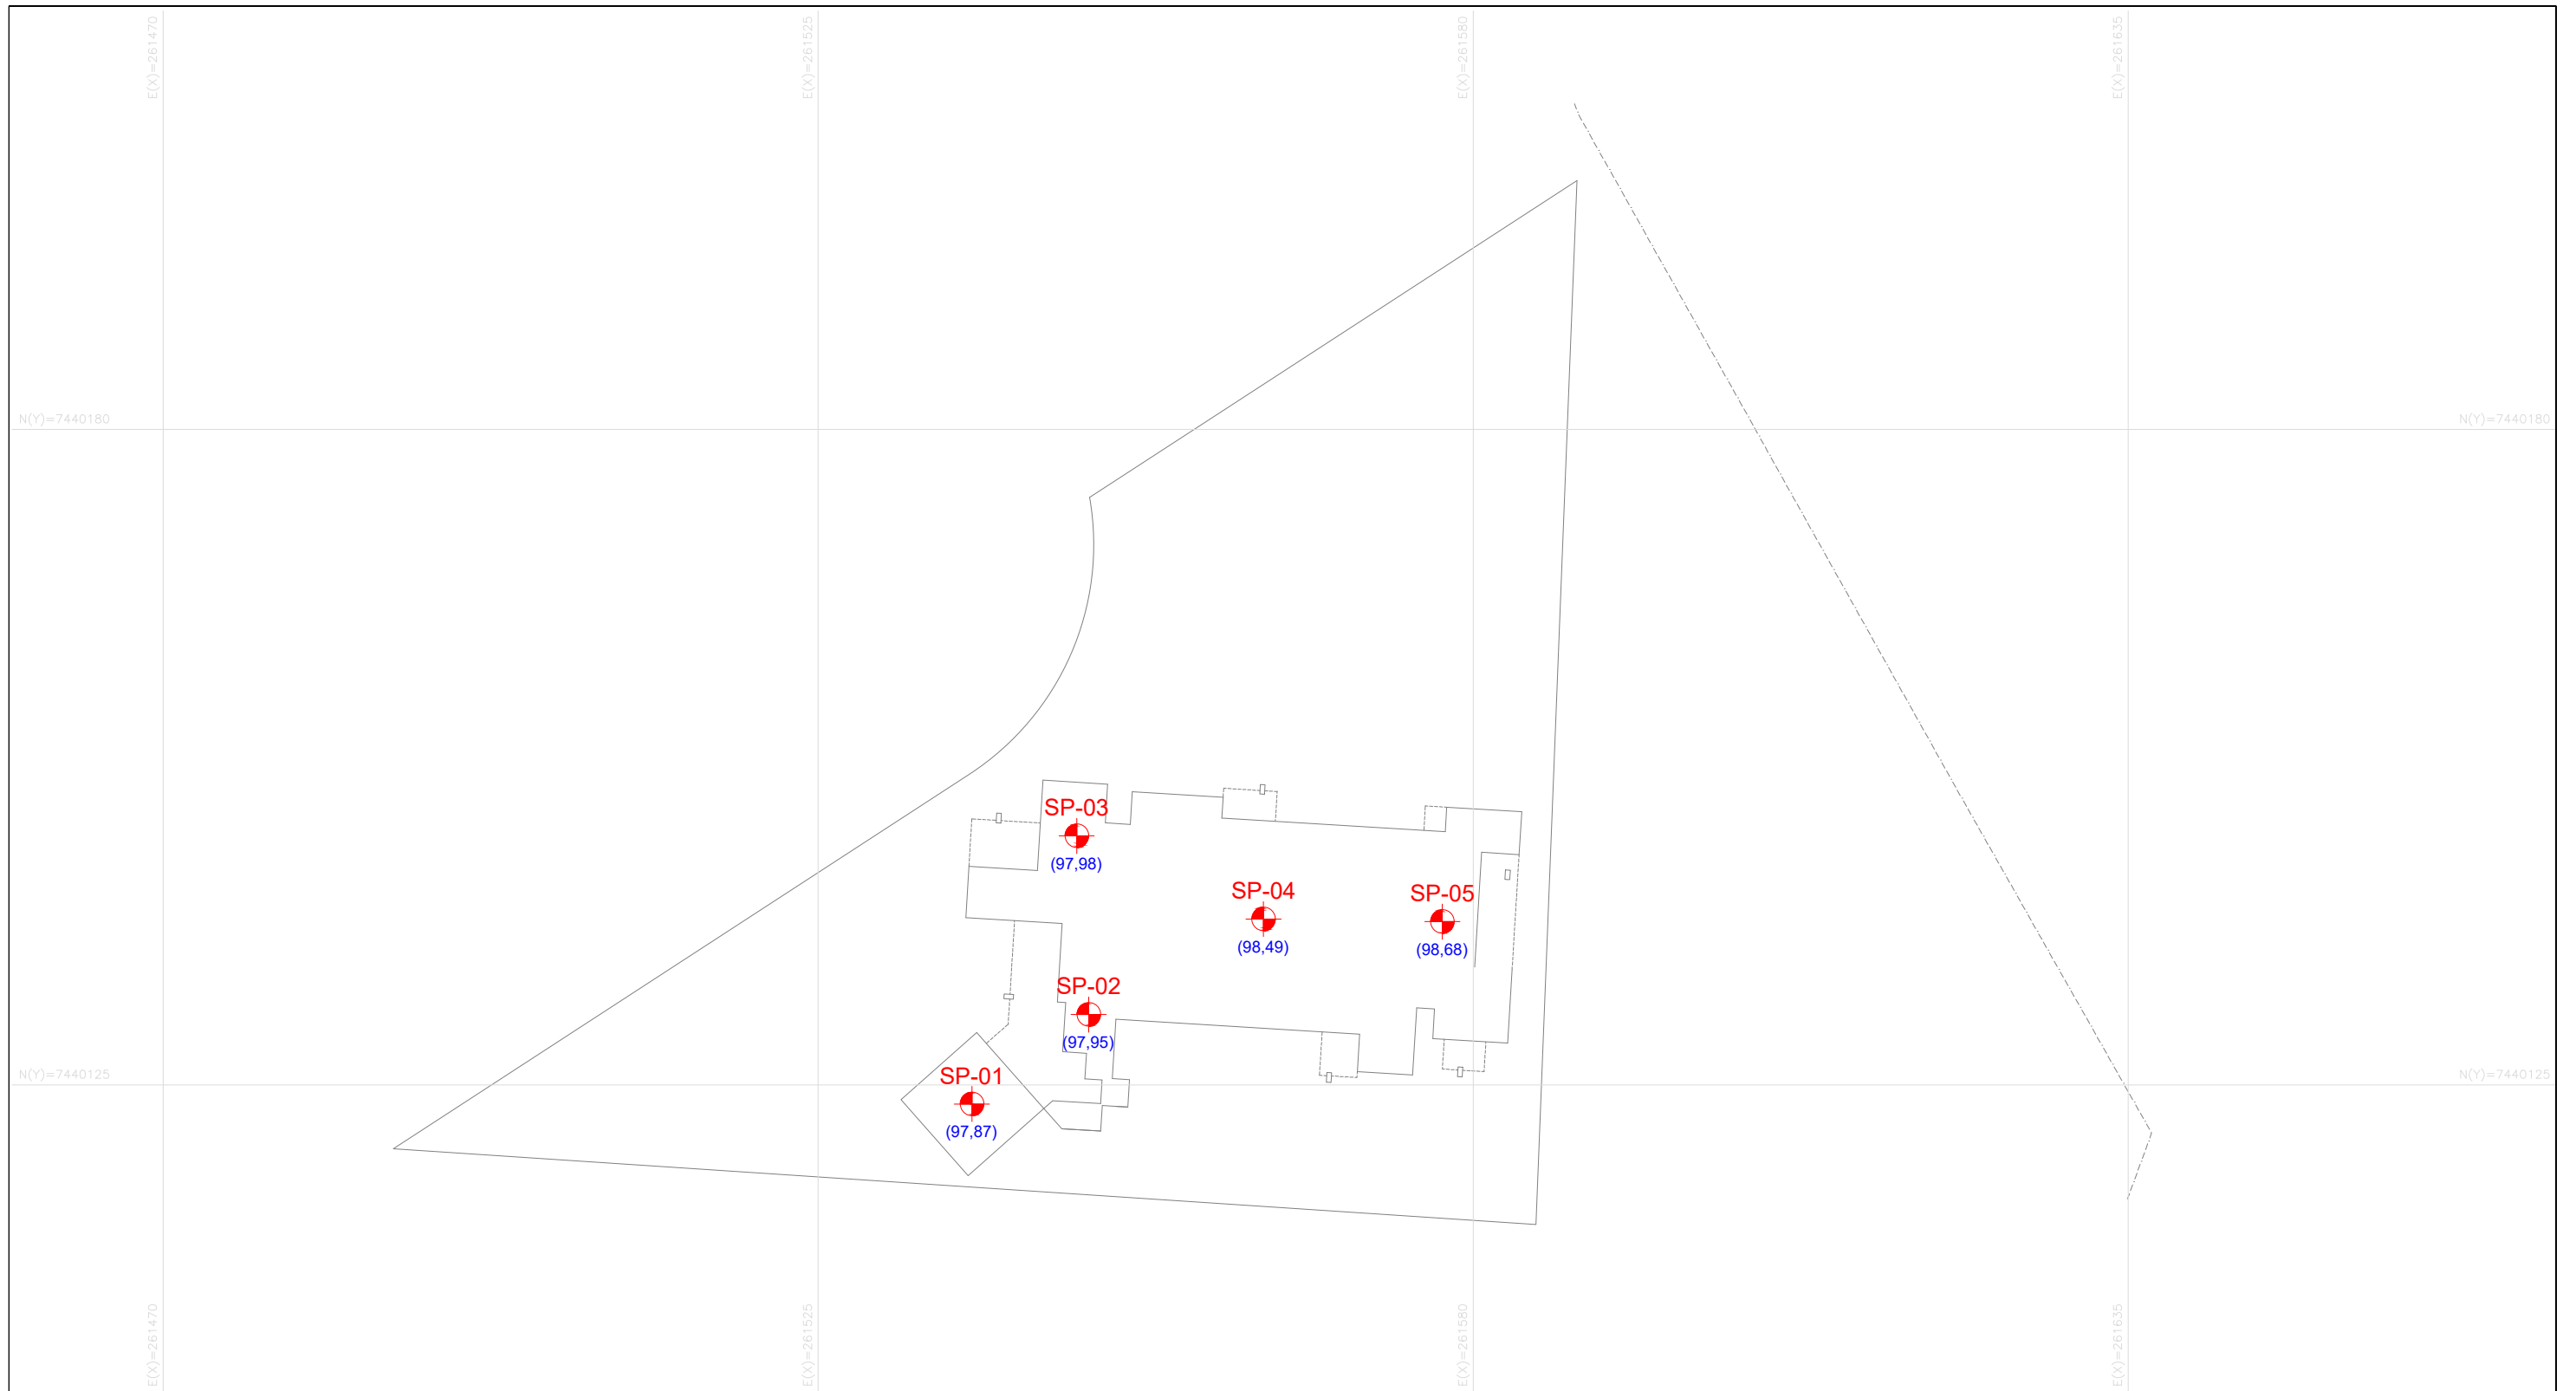 E(X)=261470
E(X)=261525
E(X)=261580
E(X)=261635
N(Y)=7440180
N(Y)=7440180
SP-03
(97,98)
SP-04
(98,49)
SP-05
(98,68)
SP-02
(97,95)
SP-01
(97,87)
N(Y)=7440125
N(Y)=7440125
E(X)=261470
E(X)=261525
E(X)=261580
E(X)=261635